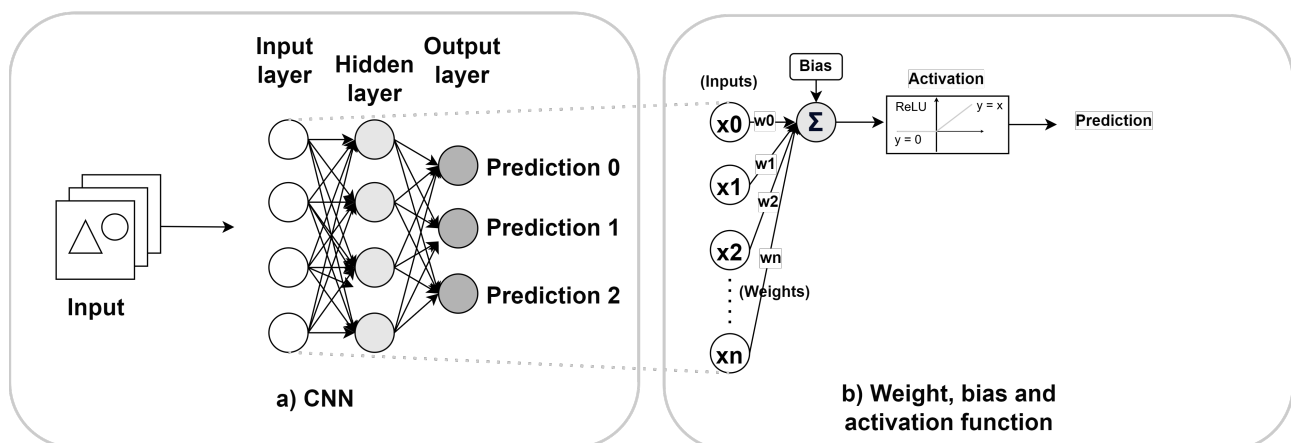 Input
layer
Hidden
layer
Output
layer
Prediction 0
Prediction 1
Prediction 2
Input
a) CNN
Bias
(Inputs)
Activation
x0
w0
Σ
ReLU
y = x
y = 0
Prediction
x1
w1
w2
x2
wn
(Weights)
xn
b) Weight, bias and
activation function